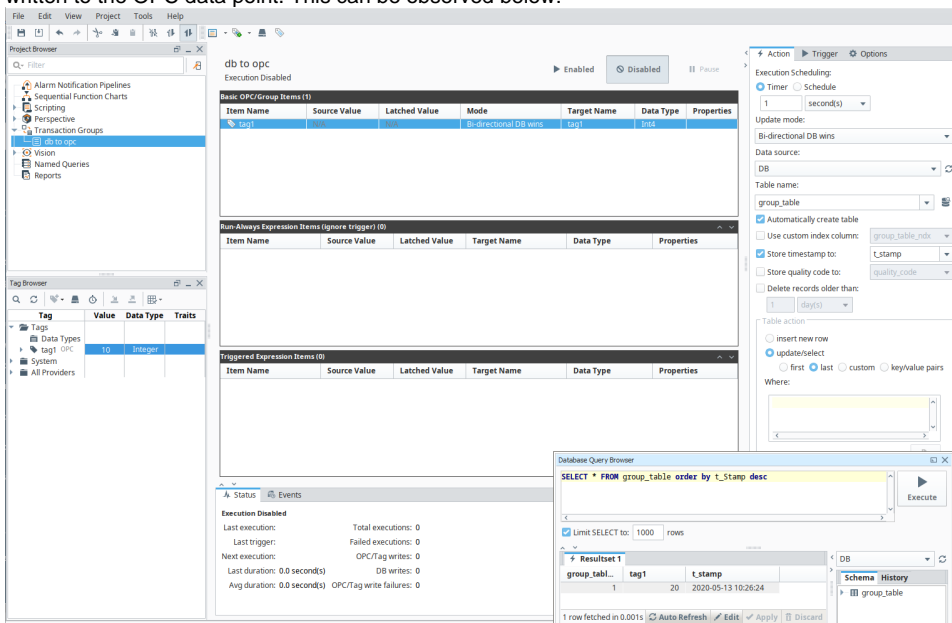 written to the OPC data point. This can be observed below:
File Edit View Project Tools Help
Project Browser
Filter
Alarm Notification Pipelines
Sequential Function Charts
Scripting
Perspective
Transaction Groups
db to opc
Vision
Named Queries
Reports
Tag Browser
Tag Value Data Type Traits
Tags
Data Types
tag1 OPC 10 Integer
System
All Providers
db to opc
Execution Disabled
Enabled Disabled Pause
Basic OPC/Group Items (1)
Item Name Source Value Latched Value Mode Target Name Data Type Properties
tag1 N/A N/A Bi-directional DB wins tag1 Int4
Run-Always Expression Items (ignore trigger) (0)
Item Name Source Value Latched Value Target Name Data Type Properties
Triggered Expression Items (0)
Item Name Source Value Latched Value Target Name Data Type Properties
Status Events
Execution Disabled
Last execution: Total executions: 0
Last trigger: Failed executions: 0
Next execution: OPC/Tag writes: 0
Last duration: 0.0 second(s) DB writes: 0
Avg duration: 0.0 second(s) OPC/Tag write failures: 0
Action Trigger Options
Execution Scheduling:
Timer Schedule
1 second(s)
Update mode:
Bi-directional DB wins
Data source:
DB
Table name:
group_table
Automatically create table
Use custom index column: group_table_ndx
Store timestamp to: t_stamp
Store quality code to: quality_code
Delete records older than:
1 day(s)
Table action
insert new row
update/select
first last custom key/value pairs
Where:
Database Query Browser
SELECT * FROM group_table order by t_Stamp desc
Execute
Limit SELECT to: 1000 rows
Resultset 1
group_tabl... tag1 t_stamp
1 20 2020-05-13 10:26:24
1 row fetched in 0.001s Auto Refresh Edit Apply Discard
DB
Schema History
group_table